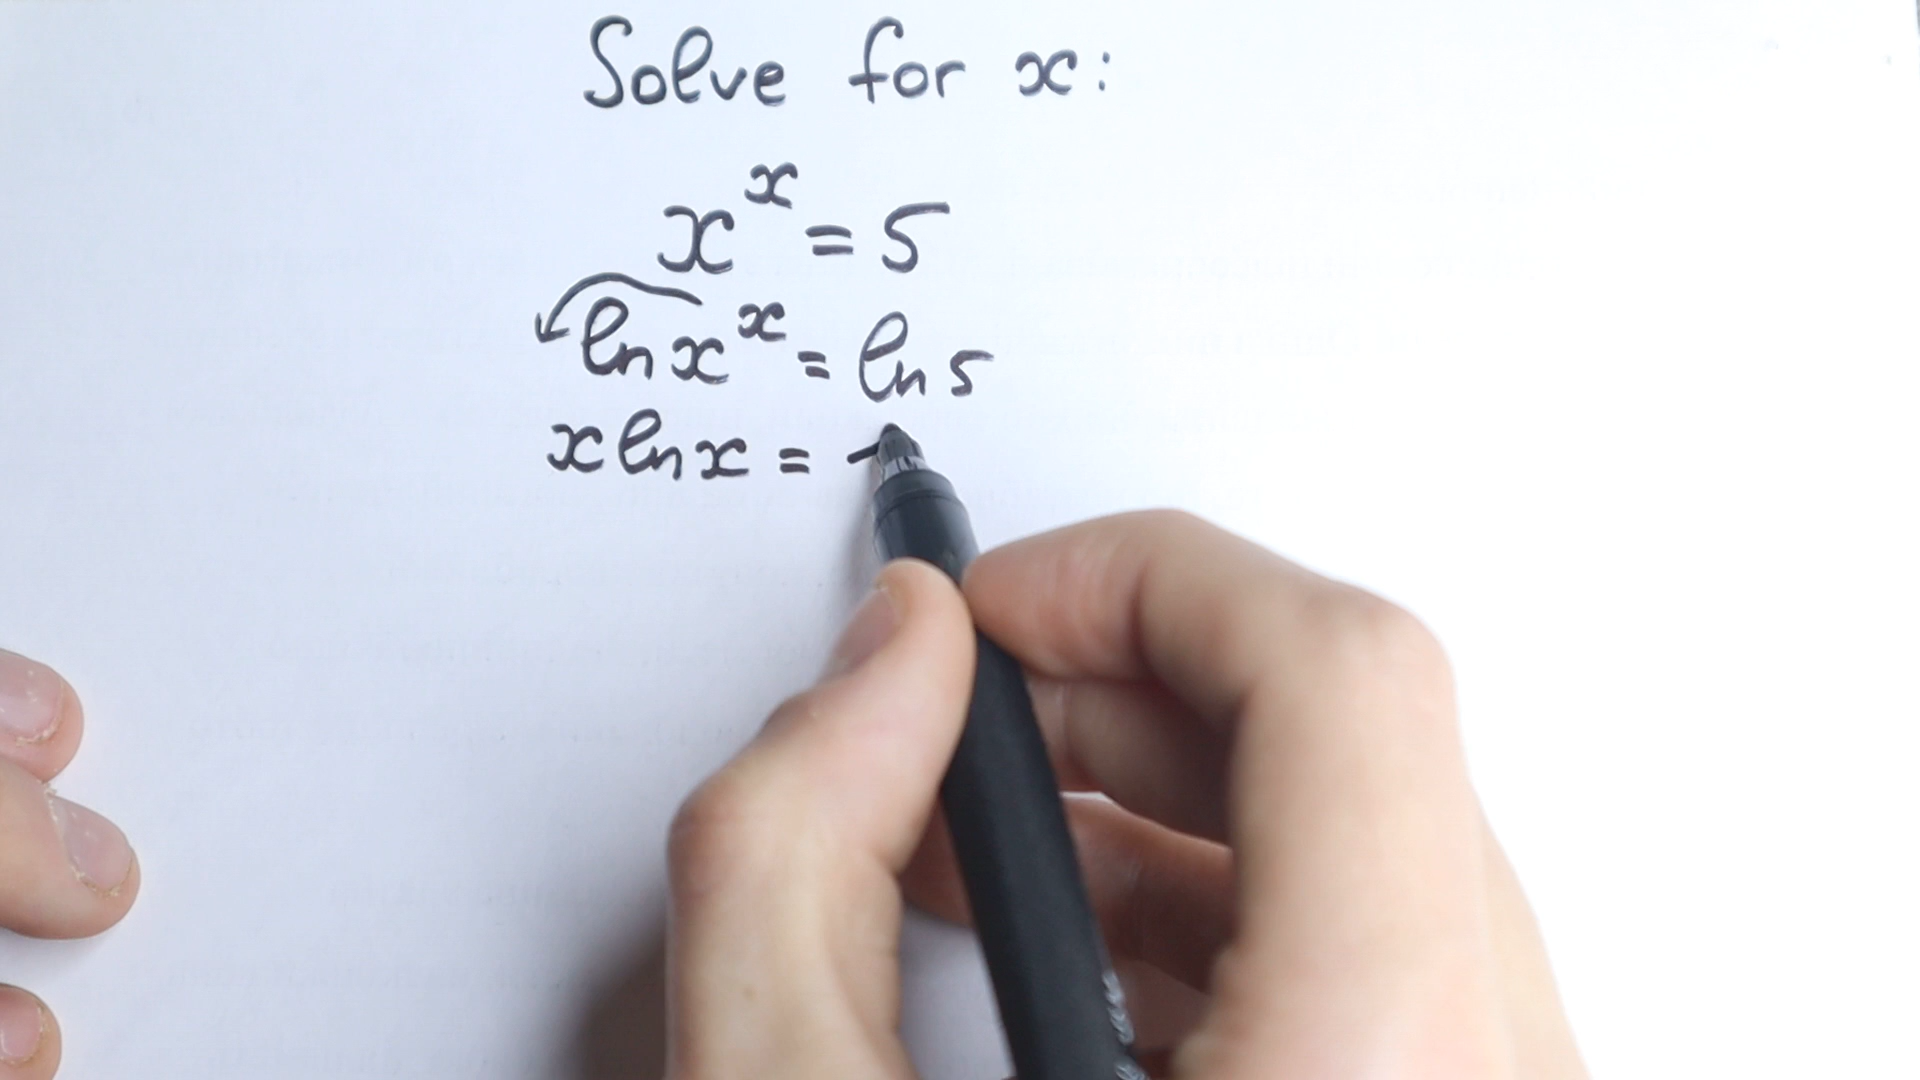 Solve for x:
x^x = 5
ln x^x = ln 5
x ln x =